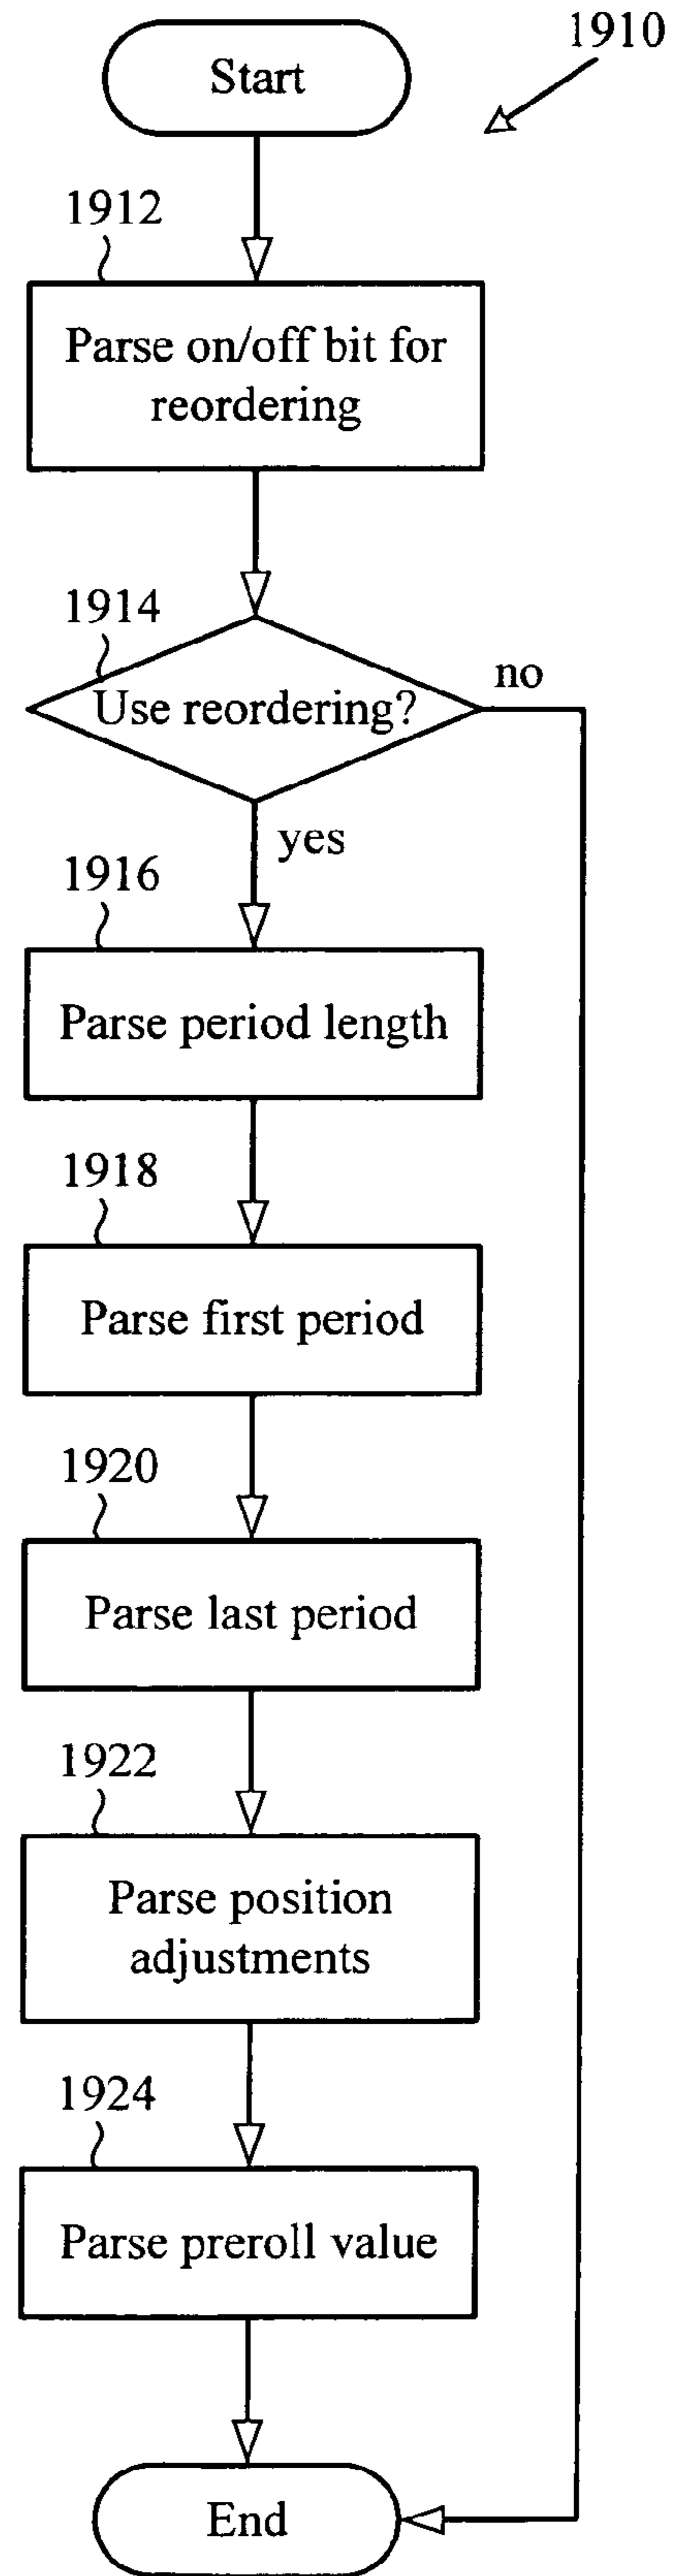 1910
Start
1912
Parse on/off bit for
reordering
1914
Use reordering?
no
yes
1916
Parse period length
1918
Parse first period
1920
Parse last period
1922
Parse position
adjustments
1924
Parse preroll value
End